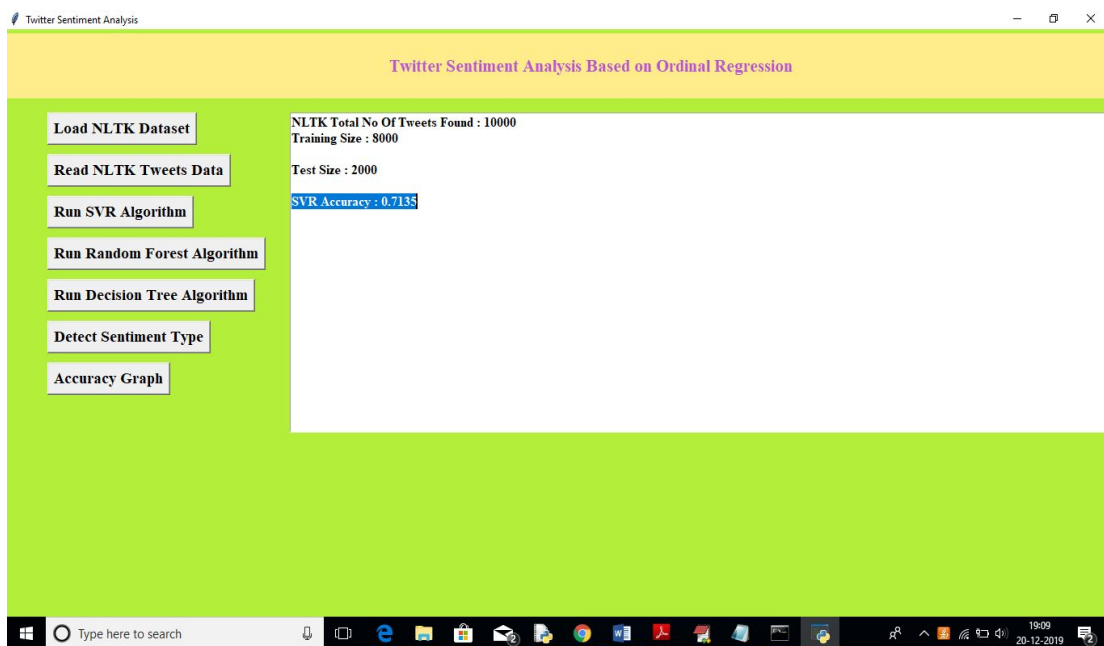 Twitter Sentiment Analysis
Twitter Sentiment Analysis Based on Ordinal Regression
Load NLTK Dataset
Read NLTK Tweets Data
Run SVR Algorithm
Run Random Forest Algorithm
Run Decision Tree Algorithm
Detect Sentiment Type
Accuracy Graph
NLTK Total No Of Tweets Found : 10000
Training Size : 8000
Test Size : 2000
SVR Accuracy : 0.7135
Type here to search
19:09
20-12-2019